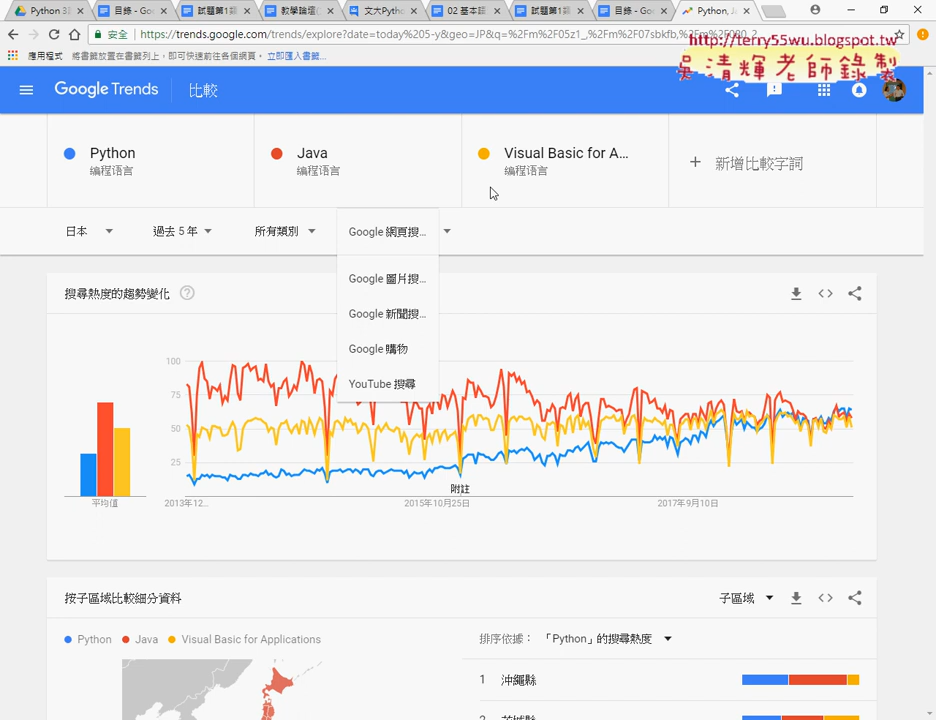 Python 3
目錄 - Go
試題第1
教學論壇
文大Pytho
02 基本語
試題第1類
目錄 - Go
Python, J
安全 https://trends.google.com/trends/explore?date=today%205-y&geo=JP&q=%2Fm%2F05z1_,%2Fm%2F07sbkfb,%2Fm%2F080_2
http://terry55wu.blogspot.tw
應用程式 將書籤放置在書籤列上，即可快速前往各個網頁。 立即匯入書籤...
吳清輝老師錄製
Google Trends 比較
Python Java Visual Basic for A...
编程语言 编程语言 编程语言
+ 新增比較字詞
日本 過去 5 年 所有類別 Google 網頁搜...
Google 圖片搜...
Google 新聞搜...
Google 購物
YouTube 搜尋
搜尋熱度的趨勢變化
100
75
50
25
附註
平均值 2013年12... 2015年10月25日 2017年9月10日
按子區域比較細分資料 子區域
Python Java Visual Basic for Applications
排序依據： 「Python」的搜尋熱度
1 沖繩縣
2 茨城縣